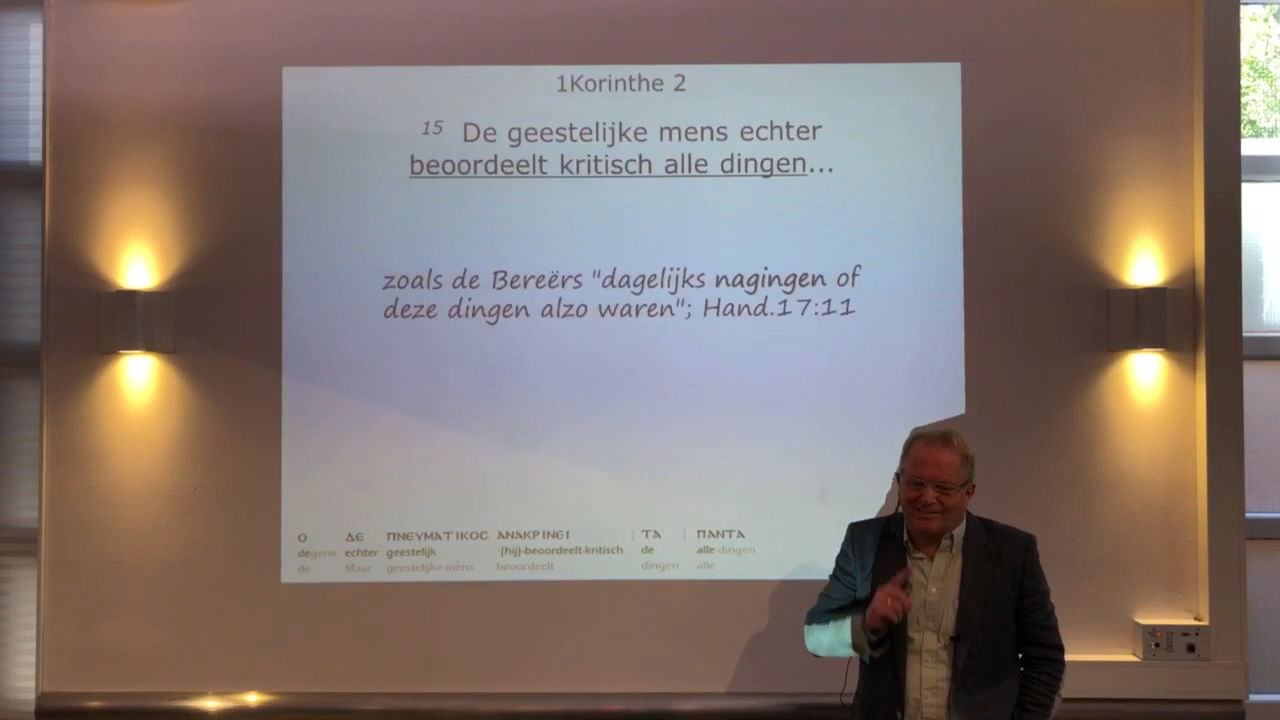 1Korinthe 2
15 De geestelijke mens echter
beoordeelt kritisch alle dingen...
zoals de Bereërs "dagelijks nagingen of
deze dingen alzo waren"; Hand.17:11
Ο ΔΕ ΠΝΕΥΜΑΤΙΚΟC ΑΝΑΚΡΙΝΕΙ | ΤΑ | ΠΑΝΤΑ
degene echter geestelijk (hij)-beoordeelt-kritisch de alle-dingen
de Maar geestelijke mens beoordeelt dingen alle